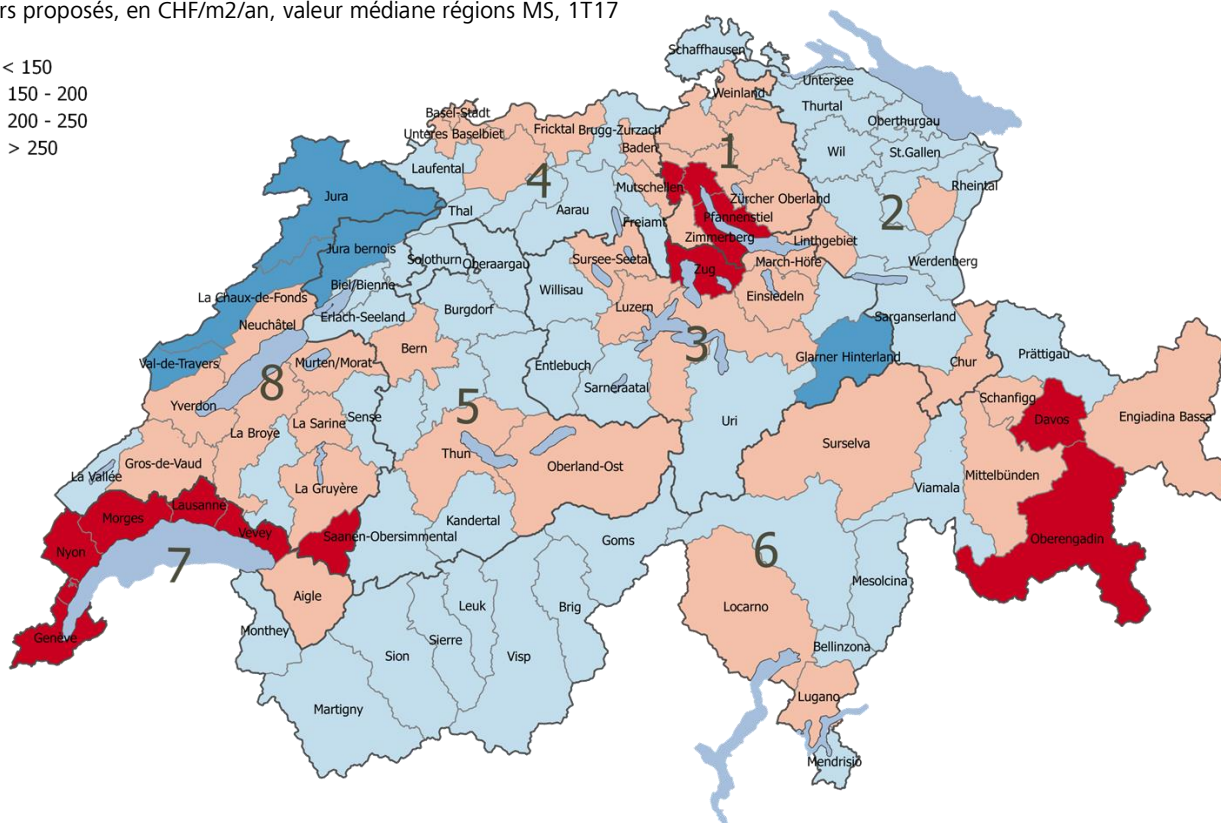 rs proposés, en CHF/m2/an, valeur médiane régions MS, 1T17
< 150
150 - 200
200 - 250
> 250
Schaffhausen
Untersee
Weinland
Thurtal
Basel-Stadt
Oberthurgau
Unteres Baselbiet
Fricktal
Brugg-Zurzach
Baden
1
Wil
St.Gallen
Laufental
4
Mutschellen
Rheintal
Jura
Zürcher Oberland
2
Thal
Aarau
Freiamt
Pfannenstiel
Zimmerberg
Linthgebiet
Jura bernois
Solothurn
Oberaargau
Sursee-Seetal
March-Höfe
Werdenberg
Zug
Biel/Bienne
Willisau
Einsiedeln
La Chaux-de-Fonds
Luzern
Erlach-Seeland
Burgdorf
Sarganserland
Neuchâtel
3
Bern
Glarner Hinterland
Prättigau
Val-de-Travers
Murten/Morat
Entlebuch
Chur
8
Sarneraatal
Schanfigg
Yverdon
5
Sense
La Sarine
Uri
Davos
Engiadina Bassa
La Broye
Surselva
Thun
Gros-de-Vaud
Oberland-Ost
La Vallée
Mittelbünden
La Gruyère
Viamala
Lausanne
Morges
Kandertal
Vevey
Saanen-Obersimmental
Goms
Oberengadin
Nyon
7
6
Mesolcina
Aigle
Leuk
Brig
Locarno
Monthey
Genève
Sierre
Bellinzona
Sion
Visp
Lugano
Martigny
Mendrisio